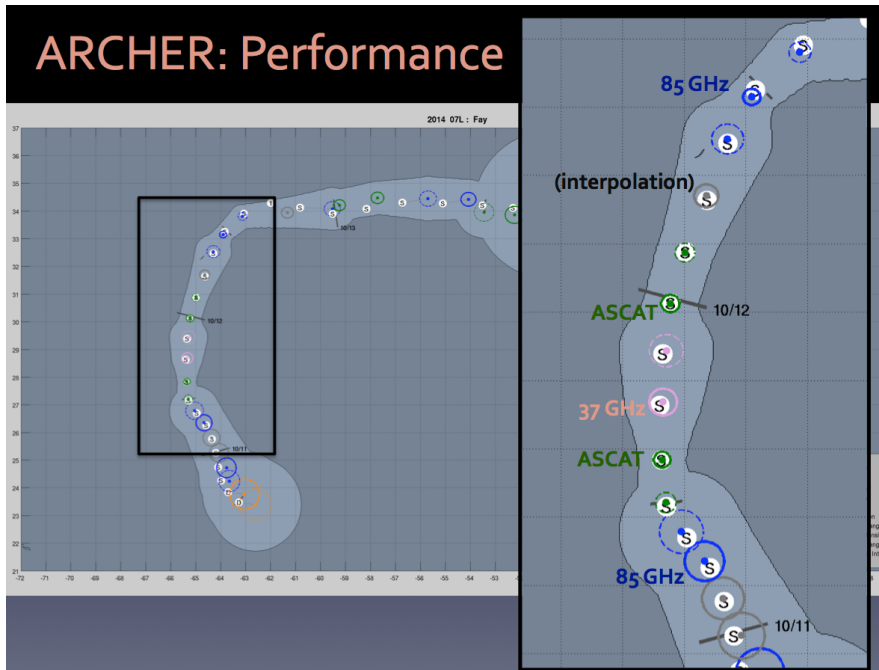 ARCHER: Performance
2014 07L : Fay
37
36
35
34
33
32
31
30
29
28
27
26
25
24
23
22
21
-72 -71 -70 -69 -68 -67 -66 -65 -64 -63 -62 -61 -60 -59 -58 -57 -56 -55 -54 -53
10/13
10/12
10/11
85 GHz
(interpolation)
ASCAT
10/12
37 GHz
ASCAT
85 GHz
10/11
S
S
S
S
S
S
S
S
S
S
S
S
S
S